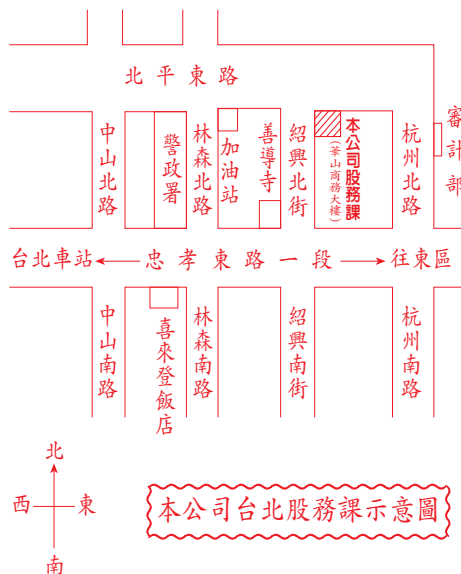 北平東路
中山北路
警政署
林森北路
加油站
善導寺
紹興北街
本公司股務課
(華山商務大樓)
杭州北路
審計部
台北車站 忠孝東路一段 往東區
中山南路
喜來登飯店
林森南路
紹興南街
杭州南路
北
西 東
南
本公司台北股務課示意圖